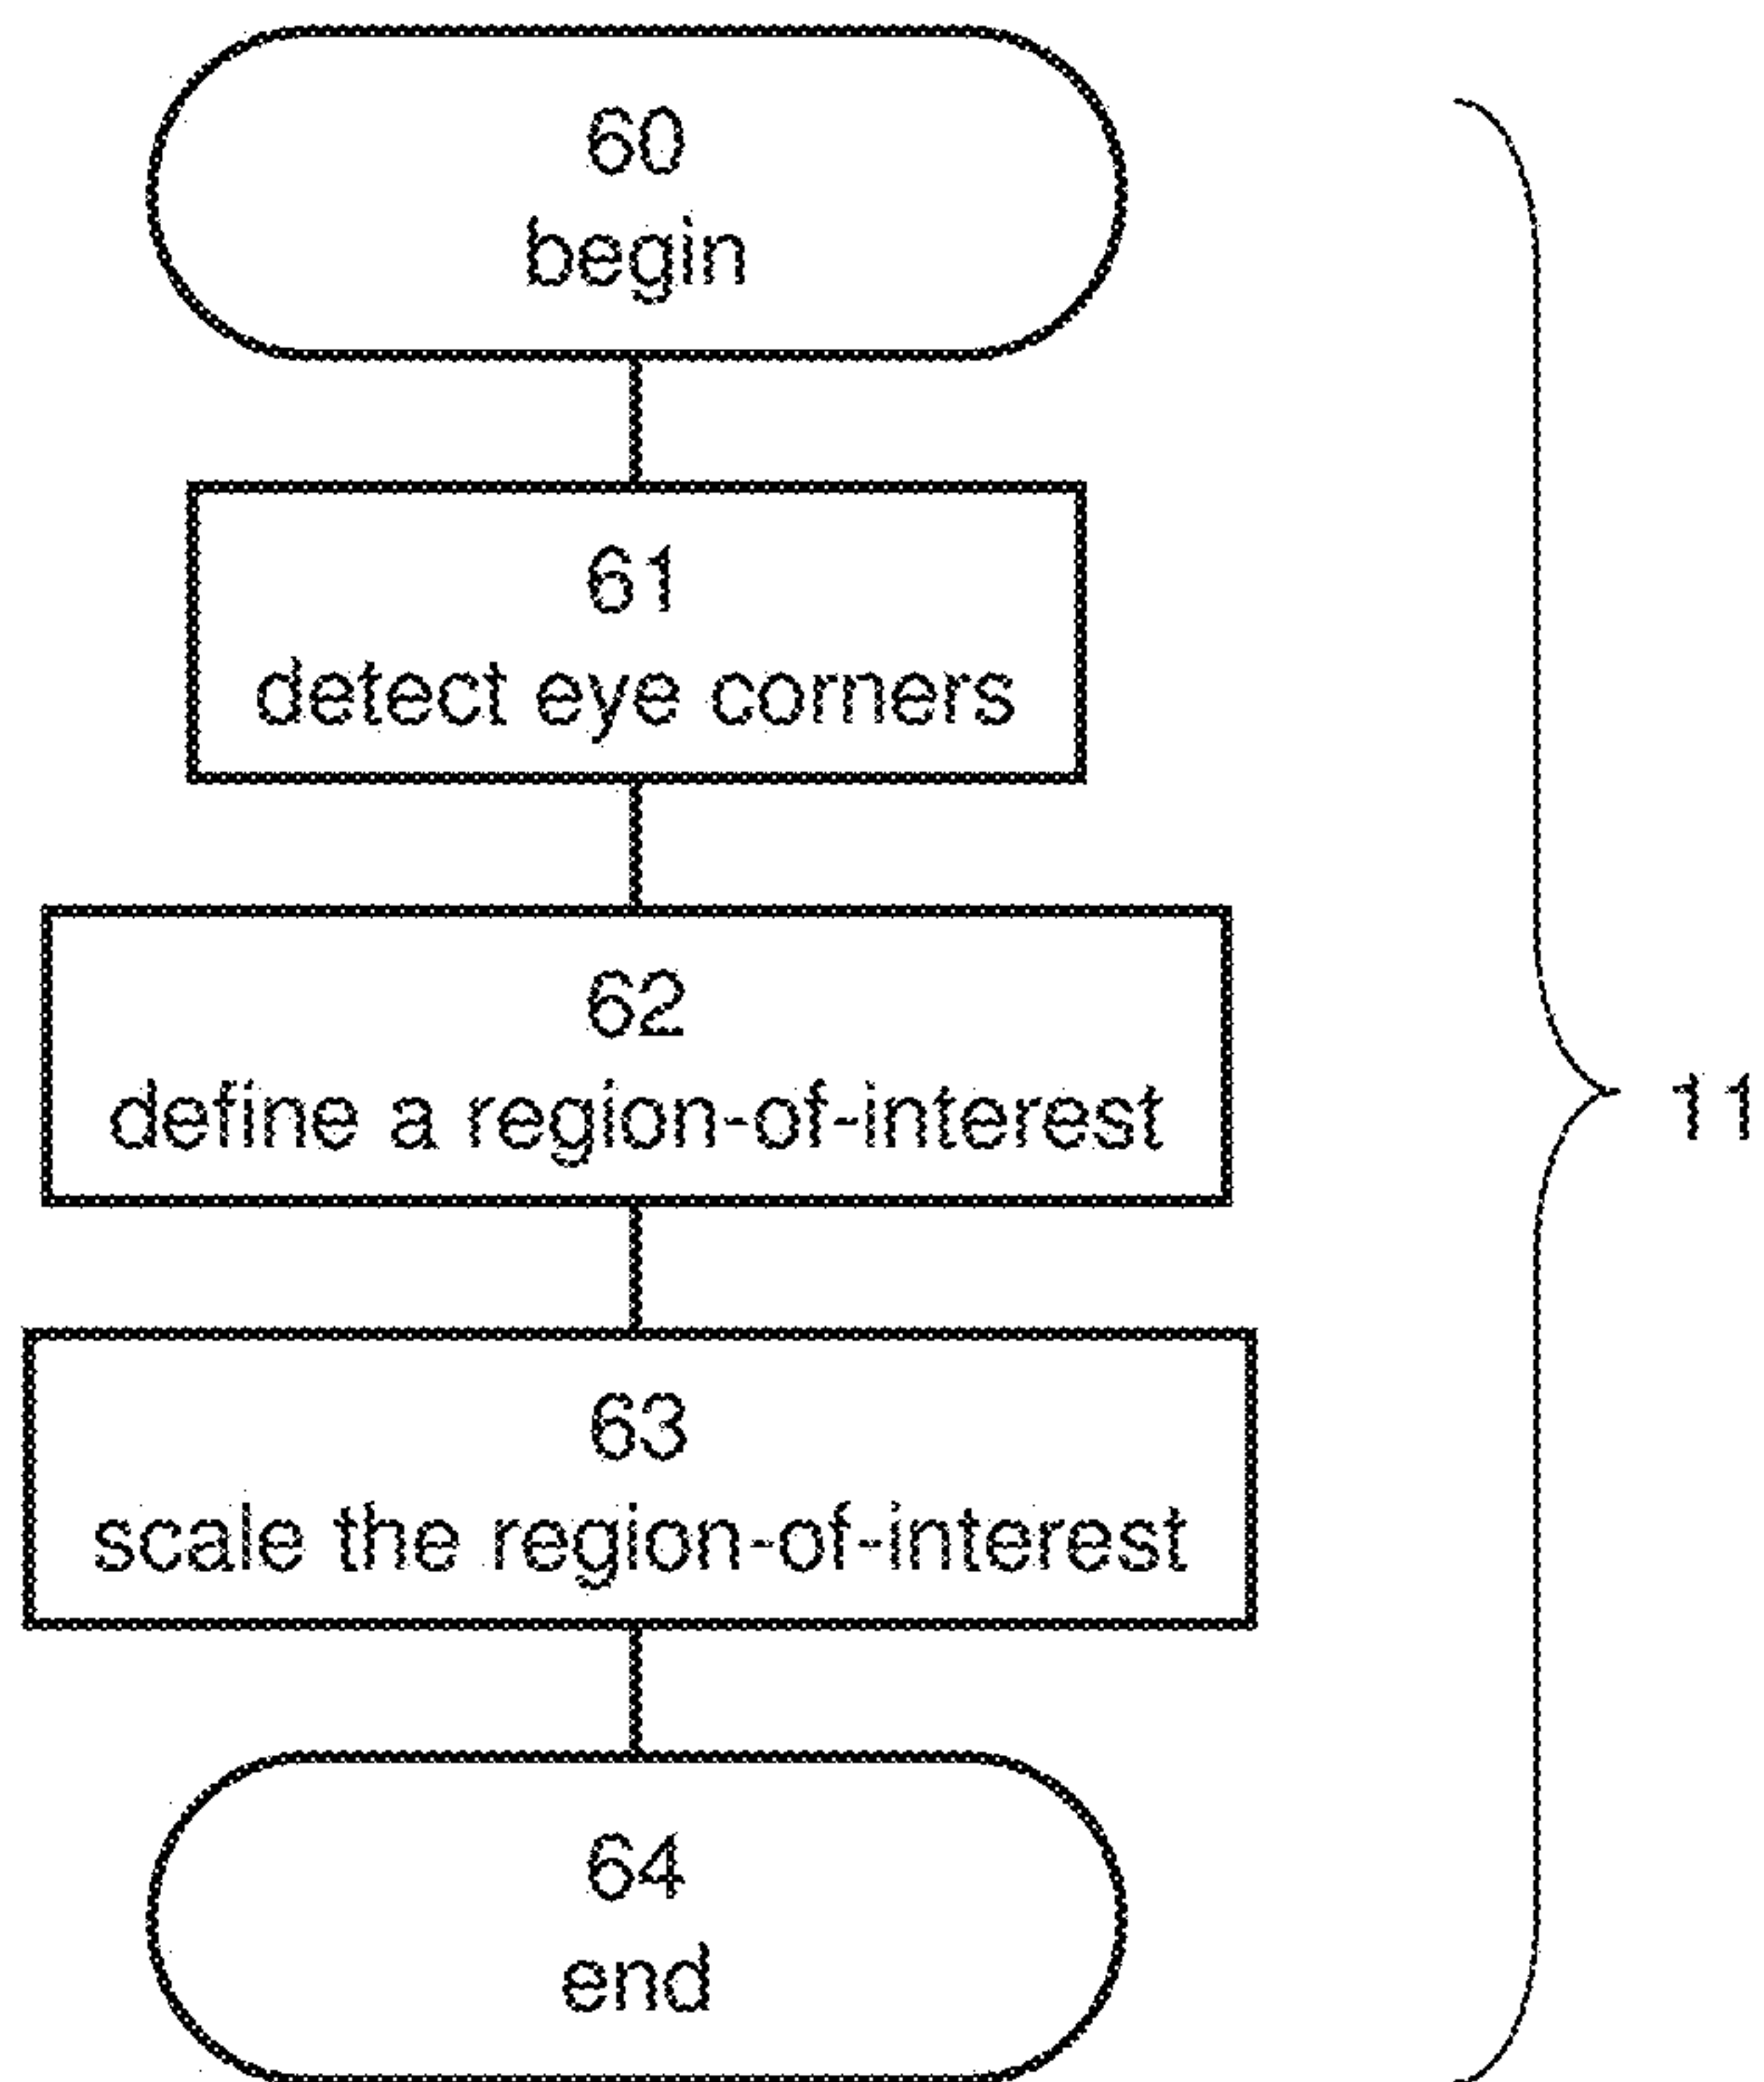 60
begin
61
detect eye corners
62
define a region-of-interest
11
63
scale the region-of-interest
64
end